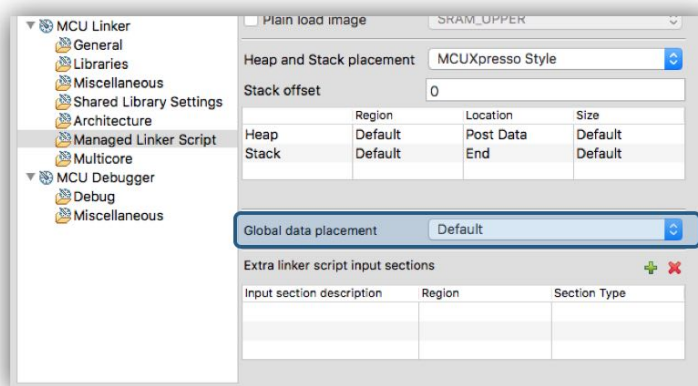 MCU Linker
General
Libraries
Miscellaneous
Shared Library Settings
Architecture
Managed Linker Script
Multicore
MCU Debugger
Debug
Miscellaneous
Plain load image SRAM_UPPER
Heap and Stack placement MCUXpresso Style
Stack offset 0
Region Location Size
Heap Default Post Data Default
Stack Default End Default
Global data placement Default
Extra linker script input sections
Input section description Region Section Type